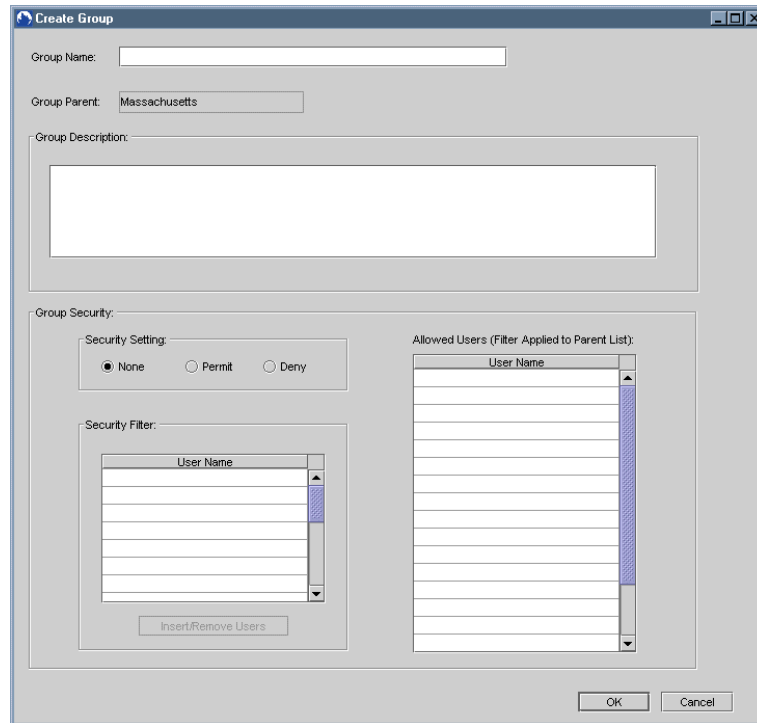 Create Group
Group Name:
Group Parent: Massachusetts
Group Description:
Group Security:
Security Setting:
None Permit Deny
Security Filter:
User Name
Insert/Remove Users
Allowed Users (Filter Applied to Parent List):
User Name
OK Cancel